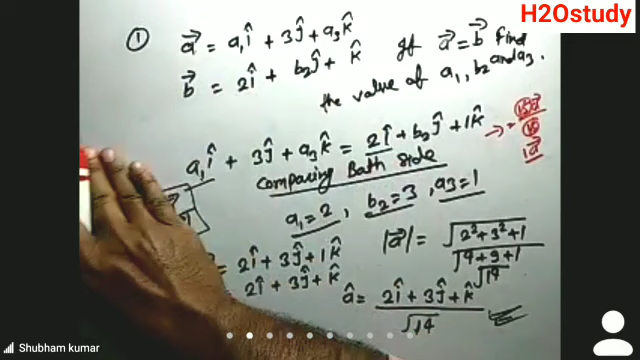 H2Ostudy
① a⃗ = a₁î + 3ĵ + a₃k̂
b⃗ = 2î + b₂ĵ + k̂ If a⃗ = b⃗ find
the value of a₁, b₂ and a₃.
a₁î + 3ĵ + a₃k̂ = 2î + b₂ĵ + 1k̂
Comparing Bath side
a₁ = 2, b₂ = 3, a3 = 1
= 2î + 3ĵ + 1k̂
2î + 3ĵ + k̂
|a⃗| = √2² + 3² + 1
√4 + 9 + 1
√14
â = 2î + 3ĵ + k̂
√14
Shubham kumar